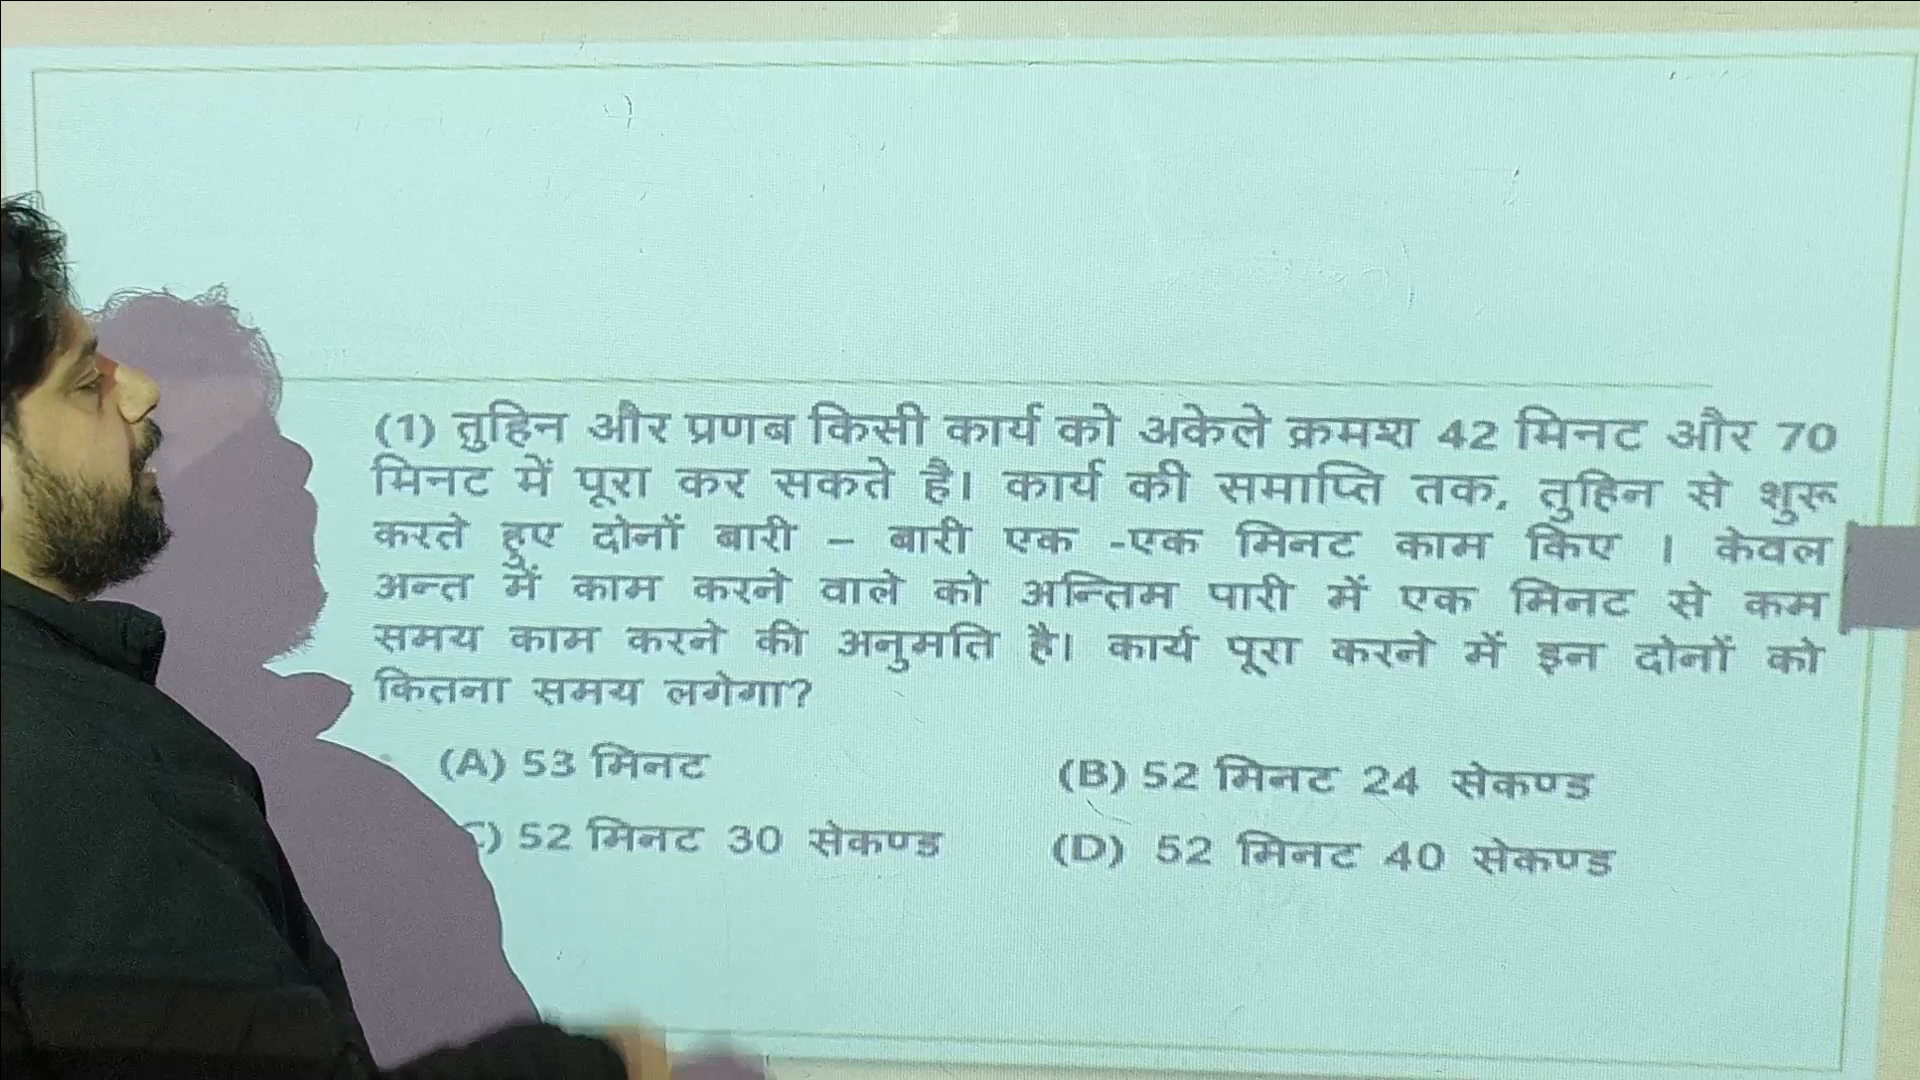 (1) तुहिन और प्रणब किसी कार्य को अकेले क्रमश 42 मिनट और 70
मिनट में पूरा कर सकते है। कार्य की समाप्ति तक, तुहिन से शुरू
करते हुए दोनों बारी – बारी एक -एक मिनट काम किए । केवल
अन्त में काम करने वाले को अन्तिम पारी में एक मिनट से कम
समय काम करने की अनुमति है। कार्य पूरा करने में इन दोनों को
कितना समय लगेगा?
(A) 53 मिनट
(B) 52 मिनट 24 सेकण्ड
C) 52 मिनट 30 सेकण्ड
(D) 52 मिनट 40 सेकण्ड